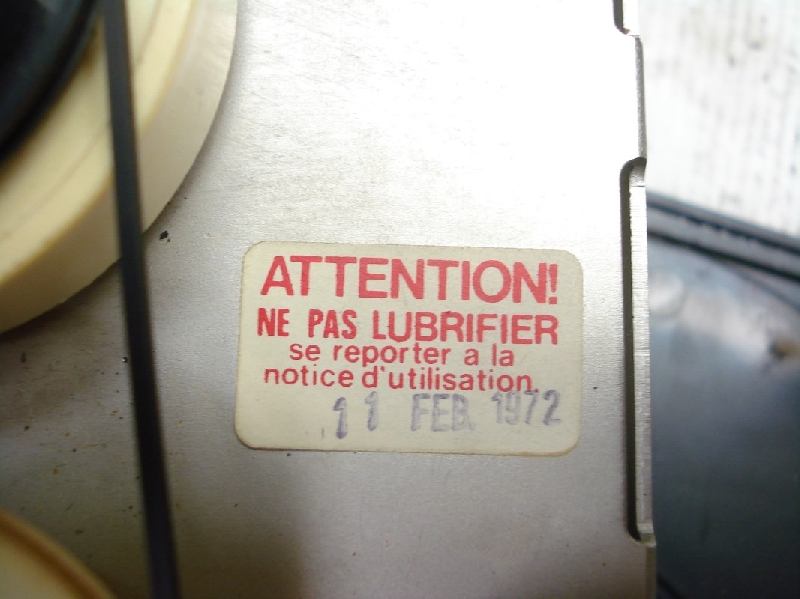 ATTENTION!
NE PAS LUBRIFIER
se reporter a la
notice d'utilisation.
11 FEB. 1972